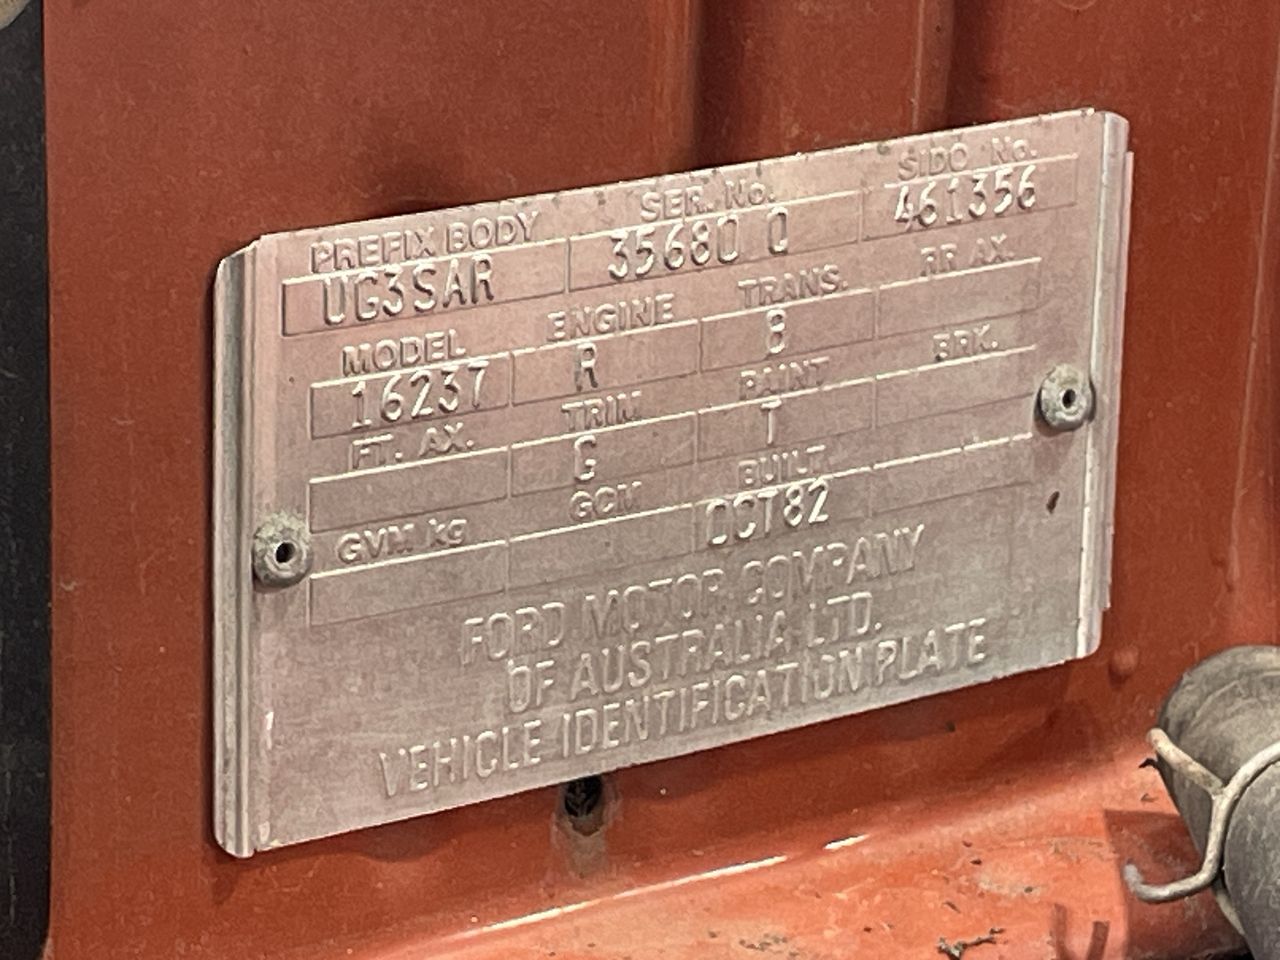 PREFIX BODY SER. No. SIDO No.
UG3SAR 35680 Q 461356
MODEL ENGINE TRANS. RR AX.
16237 R 8
FT. AX. TRIM PAINT BRK.
G T
GVM kg GCM BUILT
OCT82
FORD MOTOR COMPANY
OF AUSTRALIA LTD.
VEHICLE IDENTIFICATION PLATE